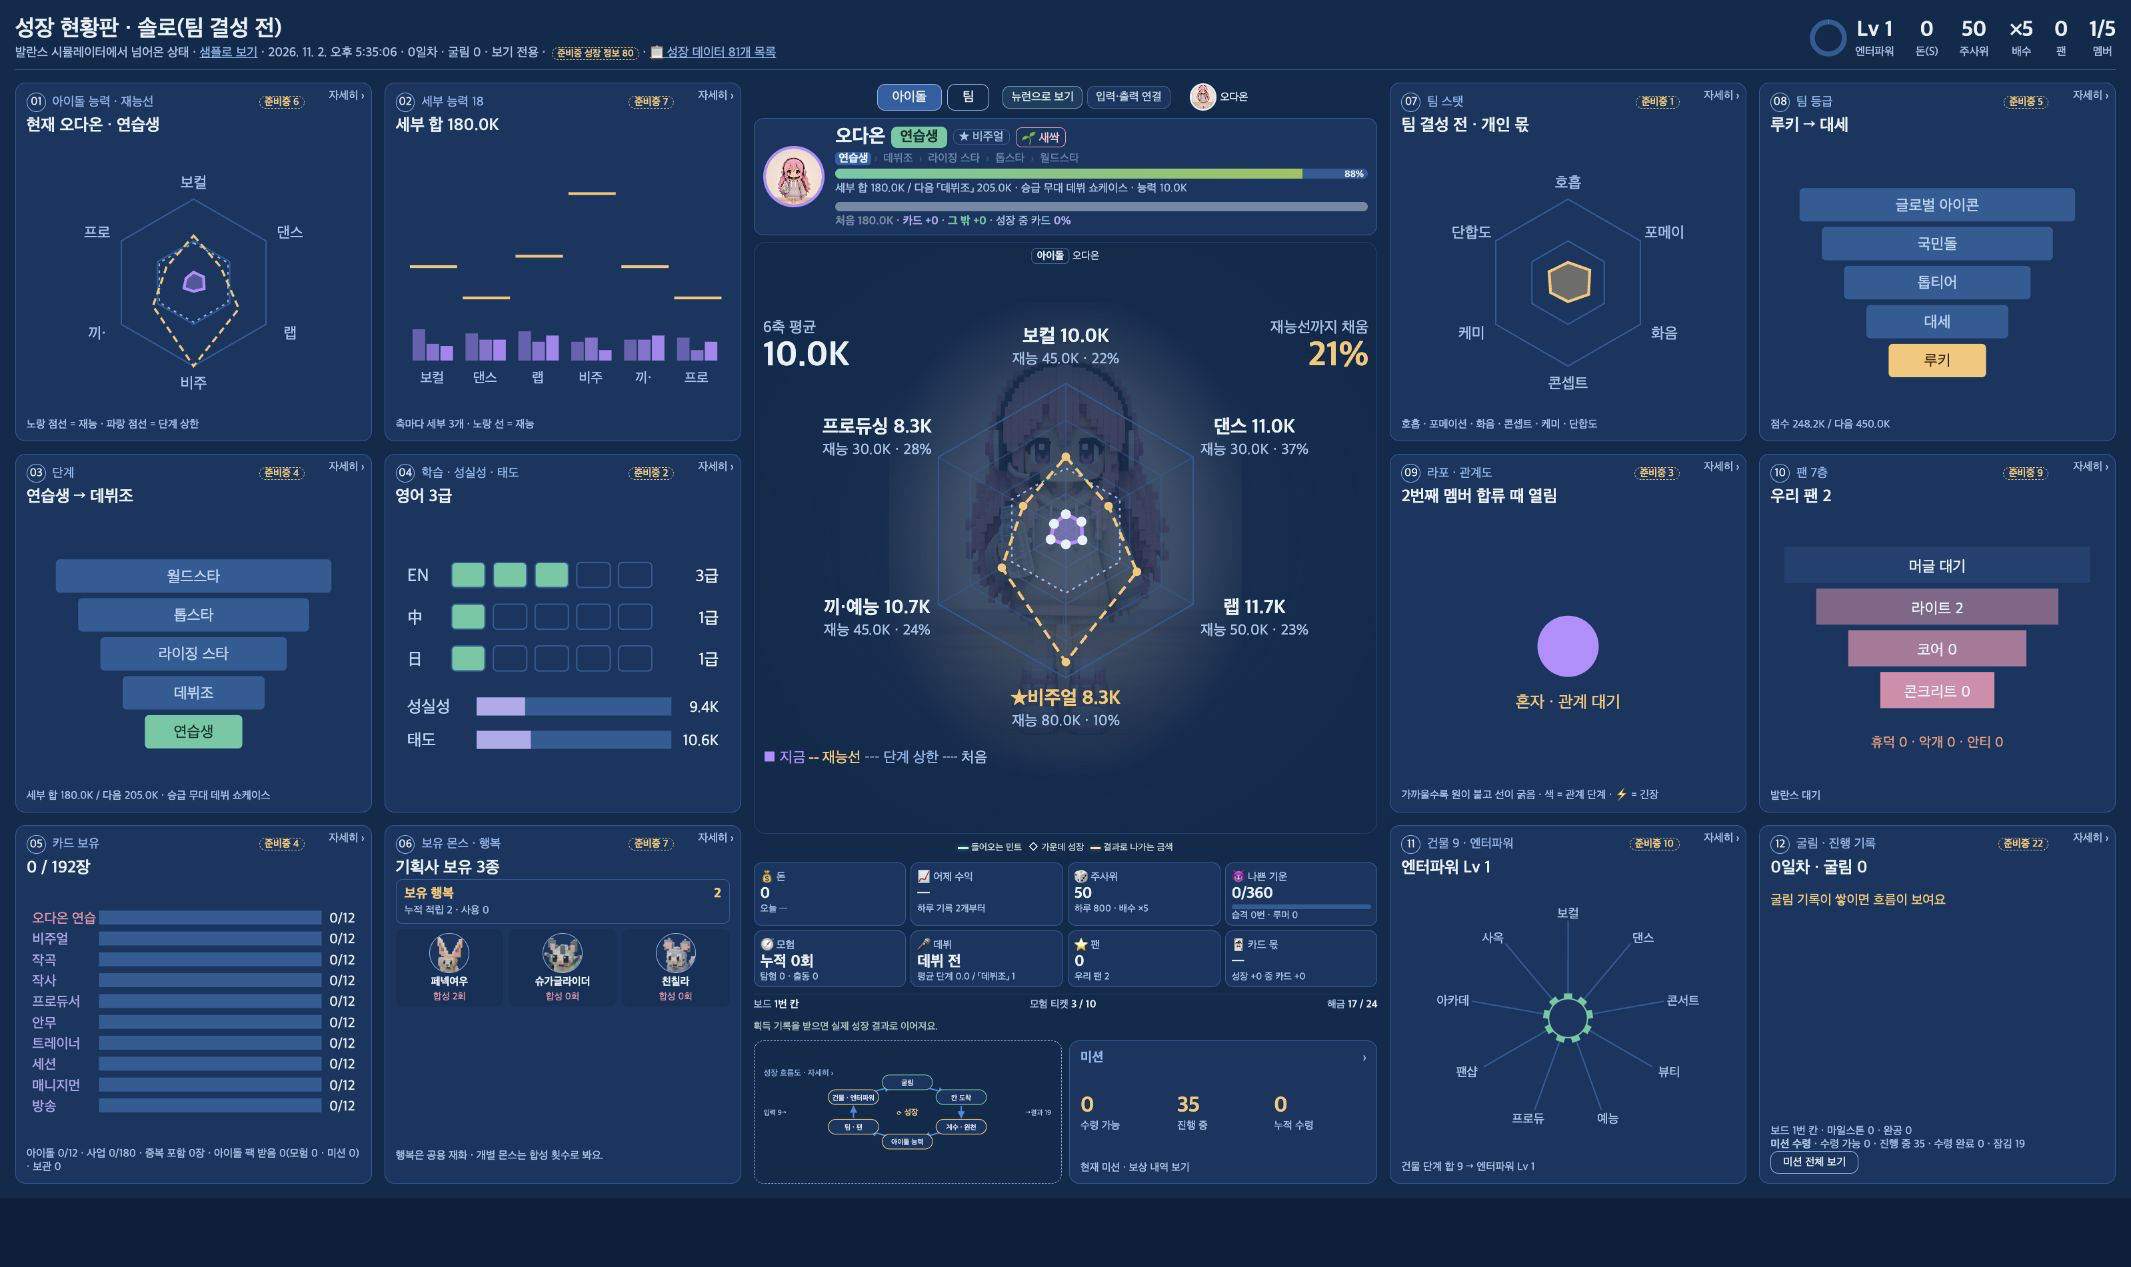 성장 현황판 · 솔로(팀 결성 전)
발란스 시뮬레이터에서 넘어온 상태 · 샘플로 보기 · 2026. 11. 2. 오후 5:35:06 · 0일차 · 굴림 0 · 보기 전용 · 준비중 성장 정보 80 · 📋 성장 데이터 81개 목록
Lv 1 엔터파워
0 돈(S)
50 주사위
×5 배수
0 팬
1/5 멤버
01 아이돌 능력 · 재능선 준비중 6 자세히 ›
현재 오다온 · 연습생
보컬
댄스
랩
비주
끼·
프로
노랑 점선 = 재능 · 파랑 점선 = 단계 상한
02 세부 능력 18 준비중 7 자세히 ›
세부 합 180.0K
보컬 댄스 랩 비주 끼· 프로
축마다 세부 3개 · 노랑 선 = 재능
03 단계 준비중 4 자세히 ›
연습생 → 데뷔조
월드스타
톱스타
라이징 스타
데뷔조
연습생
세부 합 180.0K / 다음 205.0K · 승급 무대 데뷔 쇼케이스
04 학습 · 성실성 · 태도 준비중 2 자세히 ›
영어 3급
EN 3급
中 1급
日 1급
성실성 9.4K
태도 10.6K
05 카드 보유 준비중 4 자세히 ›
0 / 192장
오다온 연습 0/12
비주얼 0/12
작곡 0/12
작사 0/12
프로듀서 0/12
안무 0/12
트레이너 0/12
세션 0/12
매니지먼 0/12
방송 0/12
아이돌 0/12 · 사업 0/180 · 중복 포함 0장 · 아이돌 팩 받음 0(모험 0 · 미션 0)
· 보관 0
06 보유 몬스 · 행복 준비중 7 자세히 ›
기획사 보유 3종
보유 행복 2
누적 적립 2 · 사용 0
페넥여우 슈가글라이더 친칠라
합성 2회 합성 0회 합성 0회
행복은 공용 재화 · 개별 몬스는 합성 횟수로 봐요.
아이돌 팀 뉴런으로 보기 입력·출력 연결 오다온
오다온 연습생 ★ 비주얼 🌱 새싹
연습생 › 데뷔조 › 라이징 스타 › 톱스타 › 월드스타
88%
세부 합 180.0K / 다음 「데뷔조」 205.0K · 승급 무대 데뷔 쇼케이스 · 능력 10.0K
처음 180.0K · 카드 +0 · 그 밖 +0 · 성장 중 카드 0%
아이돌 오다온
6축 평균
10.0K
재능선까지 채움
21%
보컬 10.0K
재능 45.0K · 22%
프로듀싱 8.3K
재능 30.0K · 28%
댄스 11.0K
재능 30.0K · 37%
끼·예능 10.7K
재능 45.0K · 24%
랩 11.7K
재능 50.0K · 23%
★비주얼 8.3K
재능 80.0K · 10%
■ 지금 -- 재능선 --- 단계 상한 --- 처음
들어오는 민트 ◇ 가운데 성장 결과로 나가는 금색
💰 돈
0
오늘 —
📈 어제 수익
—
하루 기록 2개부터
🎲 주사위
50
하루 800 · 배수 ×5
😈 나쁜 기운
0/360
습격 0번 · 루머 0
🧭 모험
누적 0회
탐험 0 · 출동 0
🎤 데뷔
데뷔 전
평균 단계 0.0 / 「데뷔조」 1
⭐ 팬
0
우리 팬 2
🃏 카드 몫
—
성장 +0 중 카드 +0
보드 1번 칸 모험 티켓 3 / 10 해금 17 / 24
획득 기록을 받으면 실제 성장 결과로 이어져요.
성장 흐름도 · 자세히 ›
굴림
건물 · 엔터파워 칸 도착
입력 9→ ⟳ 성장 →결과 19
팀 · 팬 계수 · 원천
아이돌 능력
미션 ›
0 35 0
수령 가능 진행 중 누적 수령
현재 미션 · 보상 내역 보기
07 팀 스탯 준비중 1 자세히 ›
팀 결성 전 · 개인 몫
호흡
포메이
화음
콘셉트
케미
단합도
호흡 · 포메이션 · 화음 · 콘셉트 · 케미 · 단합도
08 팀 등급 준비중 5 자세히 ›
루키 → 대세
글로벌 아이콘
국민돌
톱티어
대세
루키
점수 248.2K / 다음 450.0K
09 라포 · 관계도 준비중 3 자세히 ›
2번째 멤버 합류 때 열림
혼자 · 관계 대기
가까울수록 원이 붙고 선이 굵음 · 색 = 관계 단계 · ⚡ = 긴장
10 팬 7층 준비중 9 자세히 ›
우리 팬 2
머글 대기
라이트 2
코어 0
콘크리트 0
휴덕 0 · 악개 0 · 안티 0
발란스 대기
11 건물 9 · 엔터파워 준비중 10 자세히 ›
엔터파워 Lv 1
보컬
댄스
콘서트
뷰티
예능
프로듀
팬샵
아카데
사옥
건물 단계 합 9 → 엔터파워 Lv 1
12 굴림 · 진행 기록 준비중 22 자세히 ›
0일차 · 굴림 0
굴림 기록이 쌓이면 흐름이 보여요
보드 1번 칸 · 마일스톤 0 · 완공 0
미션 수령 · 수령 가능 0 · 진행 중 35 · 수령 완료 0 · 잠김 19
미션 전체 보기